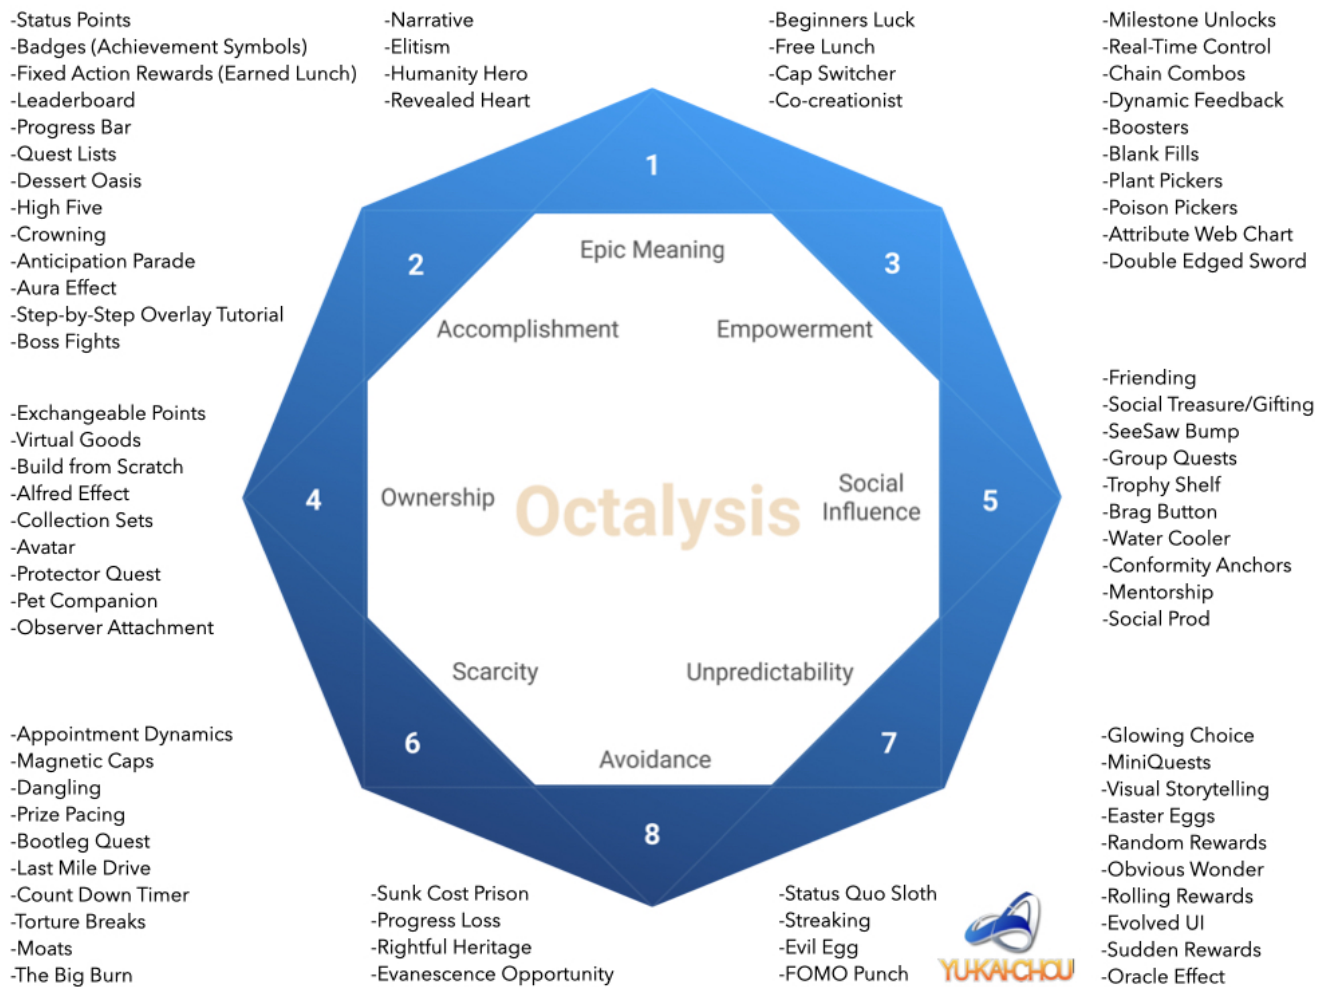 -Status Points
-Badges (Achievement Symbols)
-Fixed Action Rewards (Earned Lunch)
-Leaderboard
-Progress Bar
-Quest Lists
-Dessert Oasis
-High Five
-Crowning
-Anticipation Parade
-Aura Effect
-Step-by-Step Overlay Tutorial
-Boss Fights
-Narrative
-Elitism
-Humanity Hero
-Revealed Heart
-Beginners Luck
-Free Lunch
-Cap Switcher
-Co-creationist
-Milestone Unlocks
-Real-Time Control
-Chain Combos
-Dynamic Feedback
-Boosters
-Blank Fills
-Plant Pickers
-Poison Pickers
-Attribute Web Chart
-Double Edged Sword
1
Epic Meaning
2
Accomplishment
3
Empowerment
4
Ownership
Octalysis
Social
Influence
5
Scarcity
6
Unpredictability
7
Avoidance
8
-Exchangeable Points
-Virtual Goods
-Build from Scratch
-Alfred Effect
-Collection Sets
-Avatar
-Protector Quest
-Pet Companion
-Observer Attachment
-Friending
-Social Treasure/Gifting
-SeeSaw Bump
-Group Quests
-Trophy Shelf
-Brag Button
-Water Cooler
-Conformity Anchors
-Mentorship
-Social Prod
-Appointment Dynamics
-Magnetic Caps
-Dangling
-Prize Pacing
-Bootleg Quest
-Last Mile Drive
-Count Down Timer
-Torture Breaks
-Moats
-The Big Burn
-Sunk Cost Prison
-Progress Loss
-Rightful Heritage
-Evanescence Opportunity
-Status Quo Sloth
-Streaking
-Evil Egg
-FOMO Punch
YU-KAI-CHOU
-Glowing Choice
-MiniQuests
-Visual Storytelling
-Easter Eggs
-Random Rewards
-Obvious Wonder
-Rolling Rewards
-Evolved UI
-Sudden Rewards
-Oracle Effect